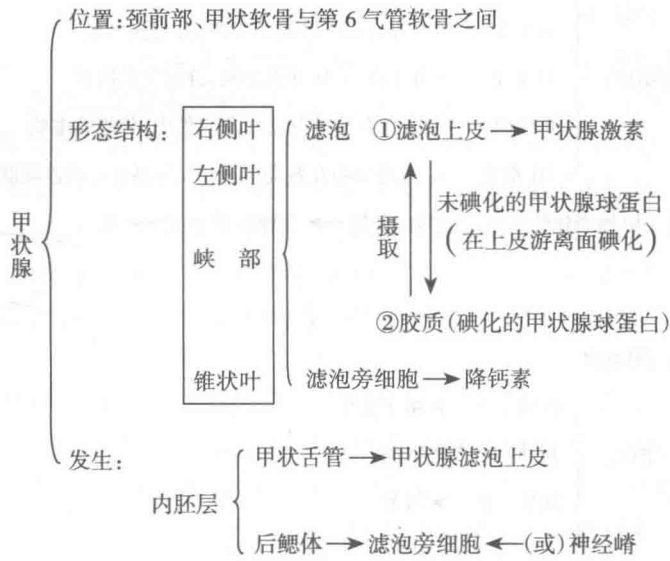 位置:颈前部、甲状软骨与第6气管软骨之间
形态结构: 右侧叶 滤泡 ①滤泡上皮→甲状腺激素
左侧叶
甲状腺
摄取
未碘化的甲状腺球蛋白
(在上皮游离面碘化)
峡 部
②胶质(碘化的甲状腺球蛋白)
锥状叶 滤泡旁细胞→降钙素
发生:
甲状舌管→甲状腺滤泡上皮
内胚层
后鳃体→滤泡旁细胞←(或)神经嵴